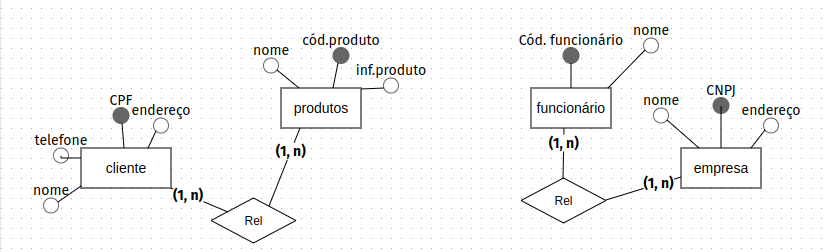 cód.produto
nome
inf.produto
produtos
(1, n)
CPF
endereço
telefone
cliente
nome
(1, n)
Rel
nome
Cód. funcionário
funcionário
(1, n)
CNPJ
nome
endereço
empresa
(1, n)
Rel